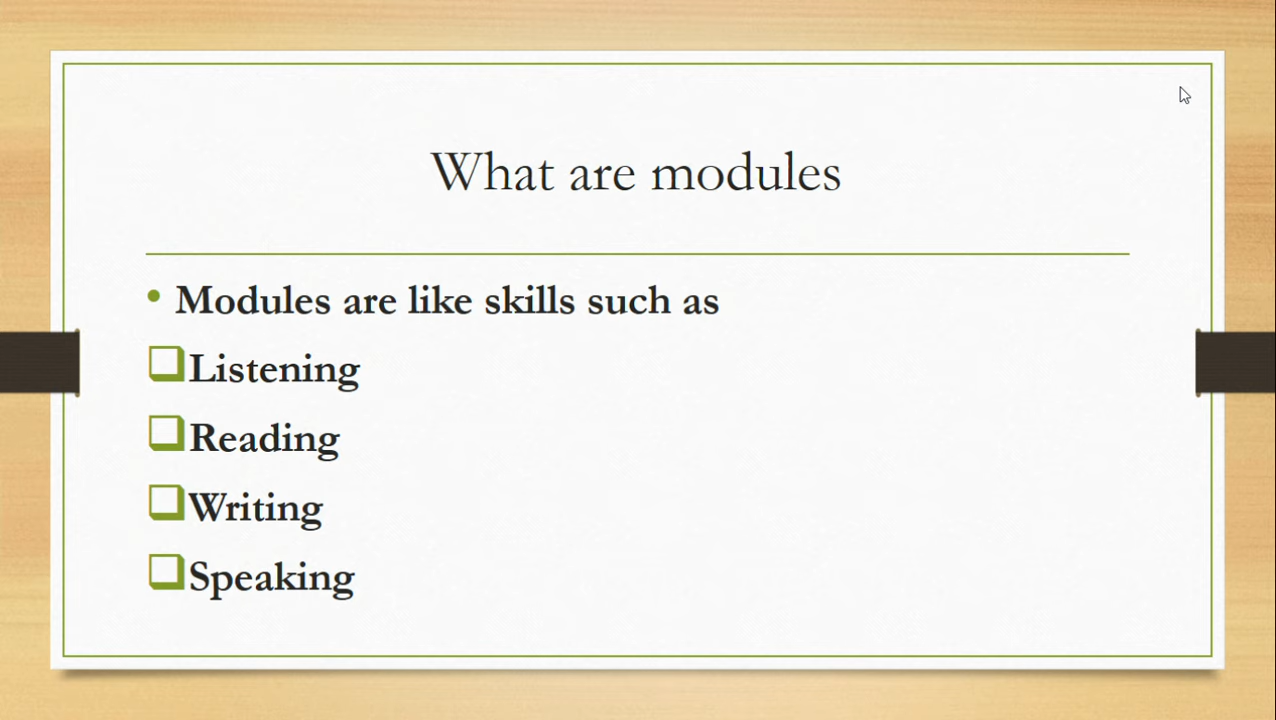 What are modules
Modules are like skills such as
Listening
Reading
Writing
Speaking